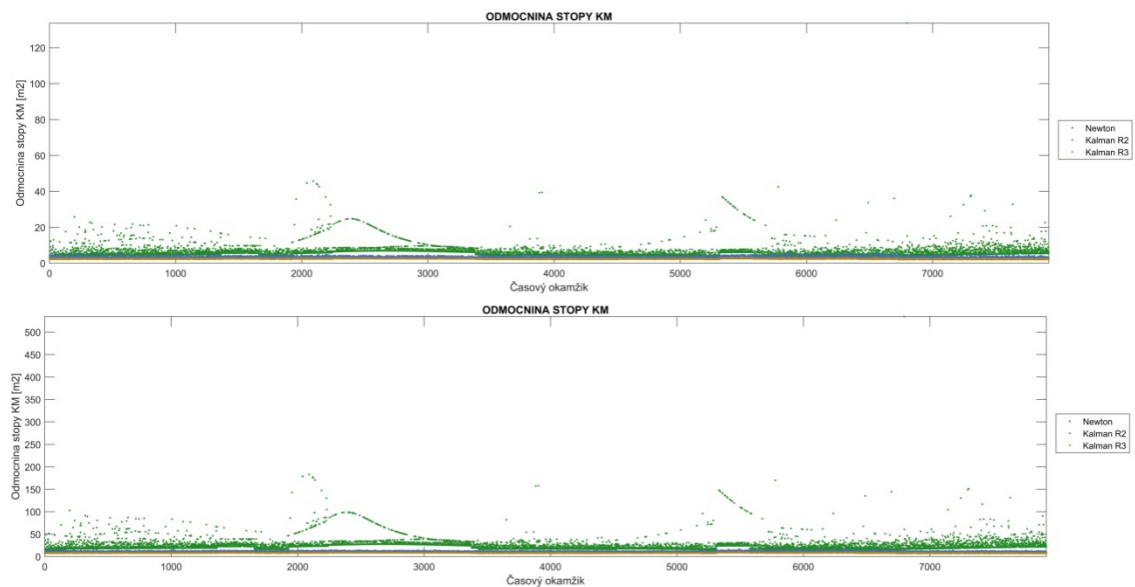 ODMOCNINA STOPY KM
120
100
80
60
40
20
0
Odmocnina stopy KM [m2]
0 1000 2000 3000 4000 5000 6000 7000
Časový okamžik
Newton
Kalman R2
Kalman R3
ODMOCNINA STOPY KM
500
450
400
350
300
250
200
150
100
50
0
Odmocnina stopy KM [m2]
0 1000 2000 3000 4000 5000 6000 7000
Časový okamžik
Newton
Kalman R2
Kalman R3